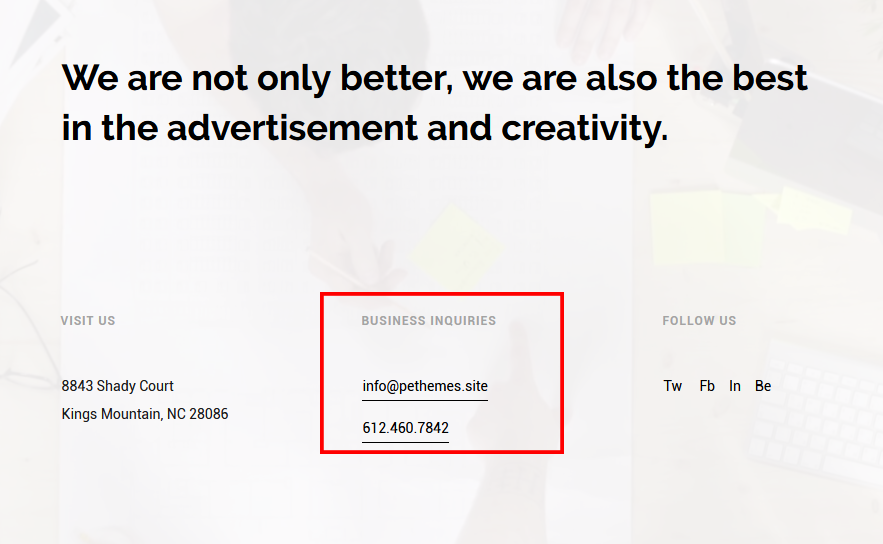 We are not only better, we are also the best
in the advertisement and creativity.
VISIT US
8843 Shady Court
Kings Mountain, NC 28086
BUSINESS INQUIRIES
info@pethemes.site
612.460.7842
FOLLOW US
Tw Fb In Be